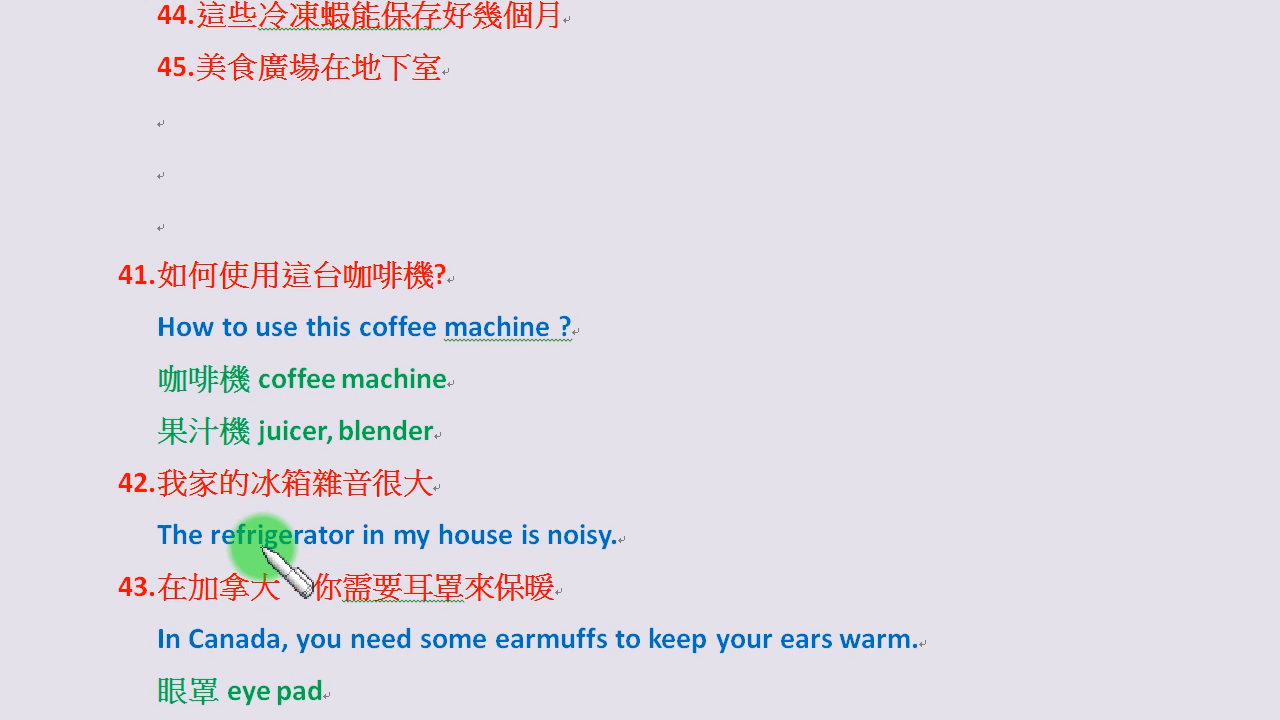 44.這些冷凍蝦能保存好幾個月
45.美食廣場在地下室
41.如何使用這台咖啡機?
How to use this coffee machine ?
咖啡機 coffee machine
果汁機 juicer, blender
42.我家的冰箱雜音很大
The refrigerator in my house is noisy.
43.在加拿大 你需要耳罩來保暖
In Canada, you need some earmuffs to keep your ears warm.
眼罩 eye pad